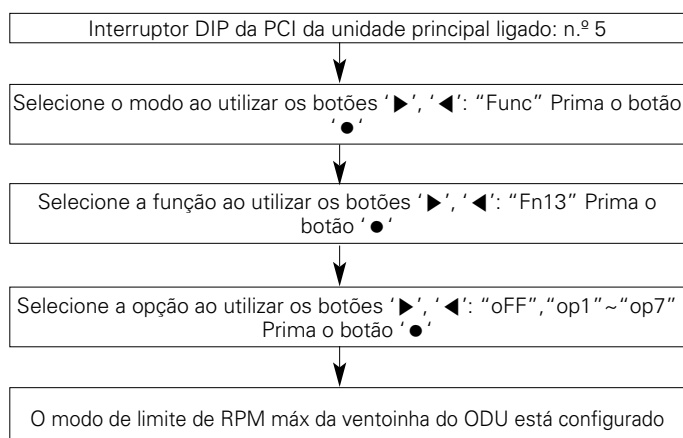 Interruptor DIP da PCI da unidade principal ligado: n.º 5
Selecione o modo ao utilizar os botões ‘▶’, ‘◀’: “Func” Prima o botão
‘●‘
Selecione a função ao utilizar os botões ‘▶’, ‘◀’: “Fn13” Prima o
botão ‘●‘
Selecione a opção ao utilizar os botões ‘▶’, ‘◀’: “oFF”,“op1”~“op7”
Prima o botão ‘●‘
O modo de limite de RPM máx da ventoinha do ODU está configurado